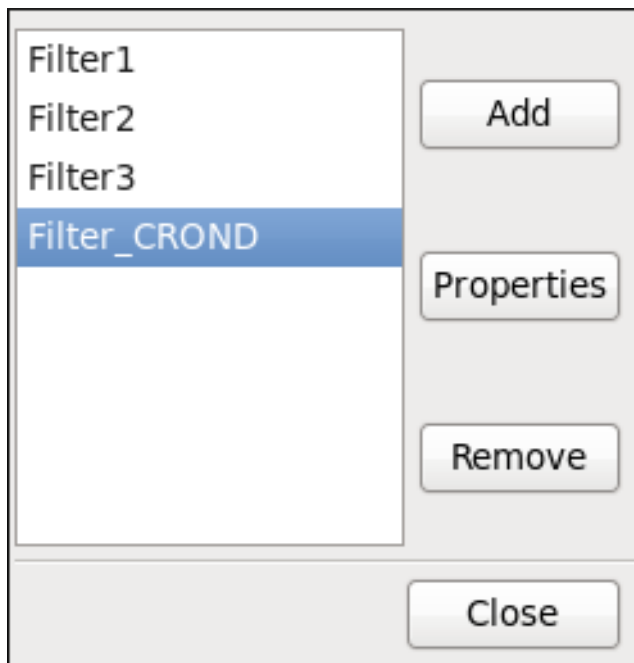 Filter1
Filter2
Filter3
Filter_CROND
Add
Properties
Remove
Close